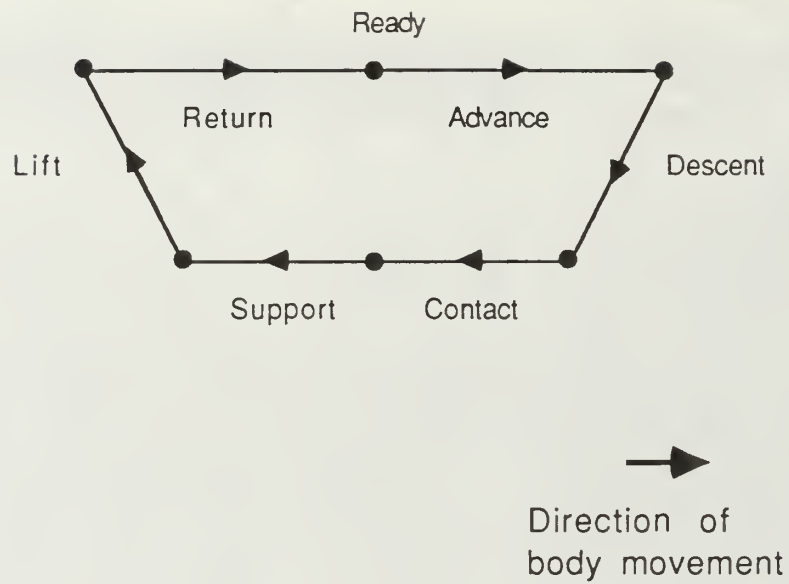 Ready
Return
Advance
Lift
Descent
Support
Contact
Direction of
body movement